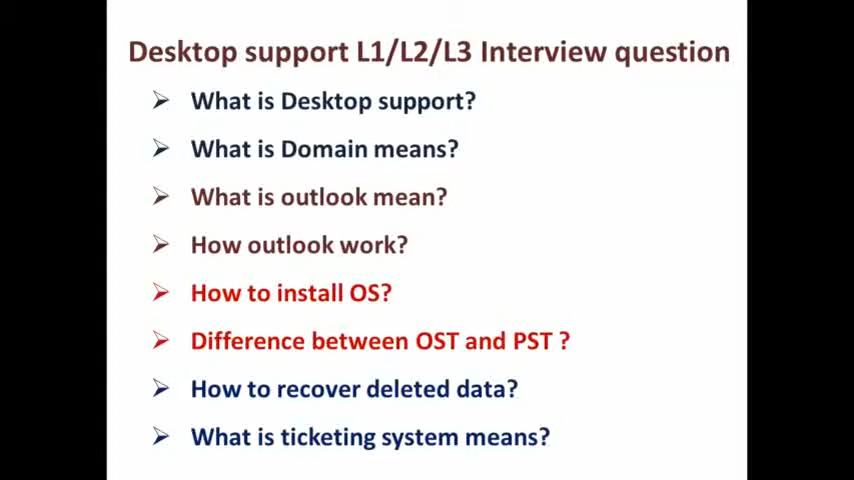 Desktop support L1/L2/L3 Interview question
What is Desktop support?
What is Domain means?
What is outlook mean?
How outlook work?
How to install OS?
Difference between OST and PST ?
How to recover deleted data?
What is ticketing system means?